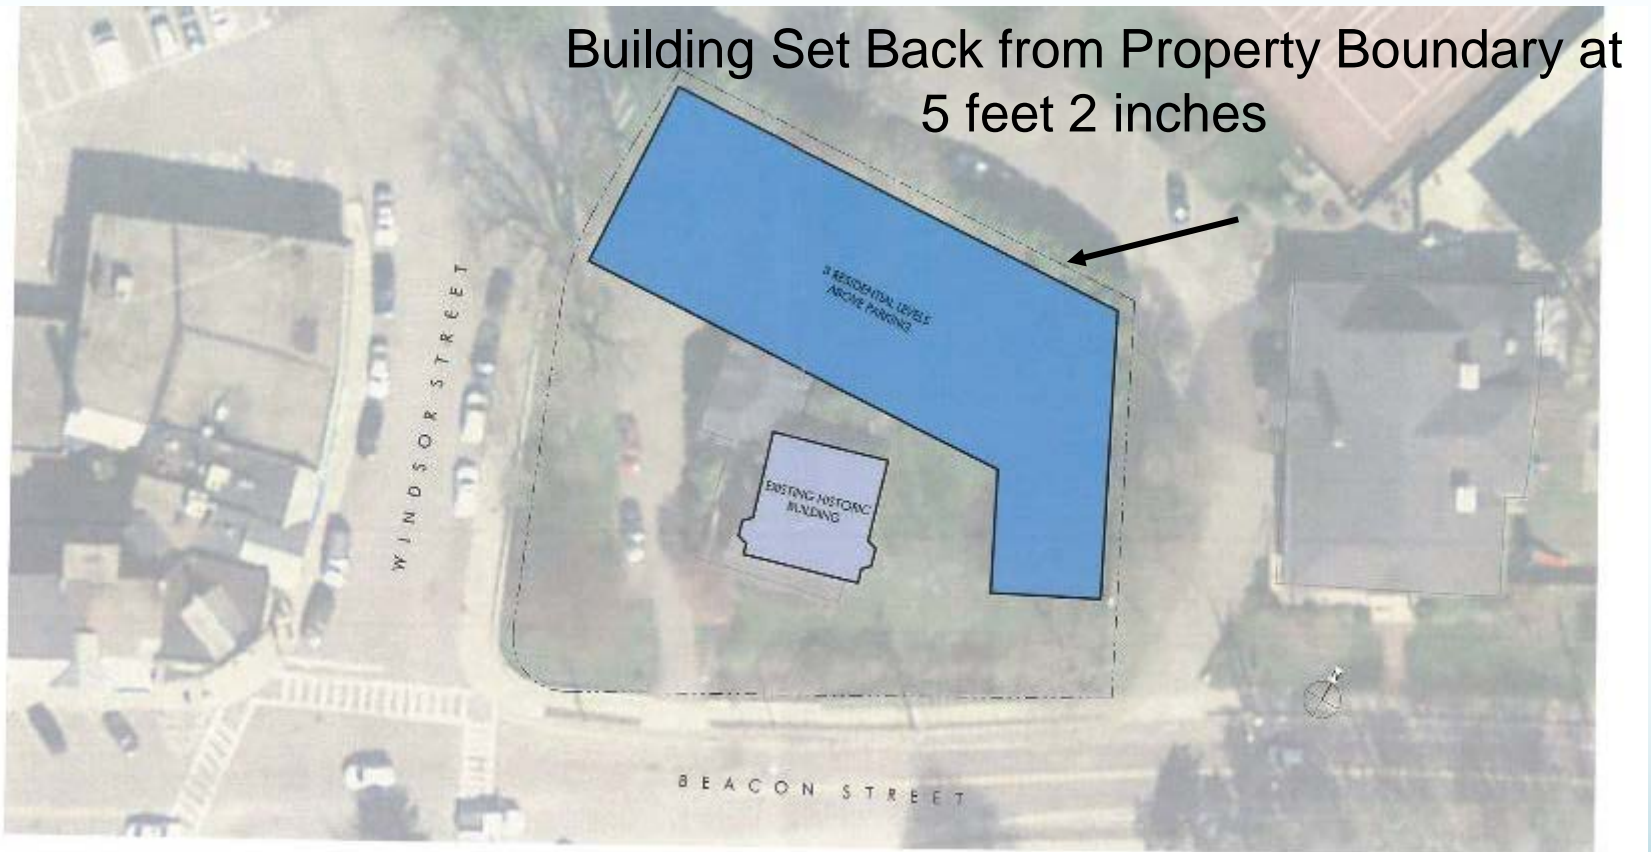 Building Set Back from Property Boundary at
5 feet 2 inches
3 RESIDENTIAL LEVELS
ABOVE PARKING
WINDSOR STREET
EXISTING HISTORIC
BUILDING
N
BEACON STREET